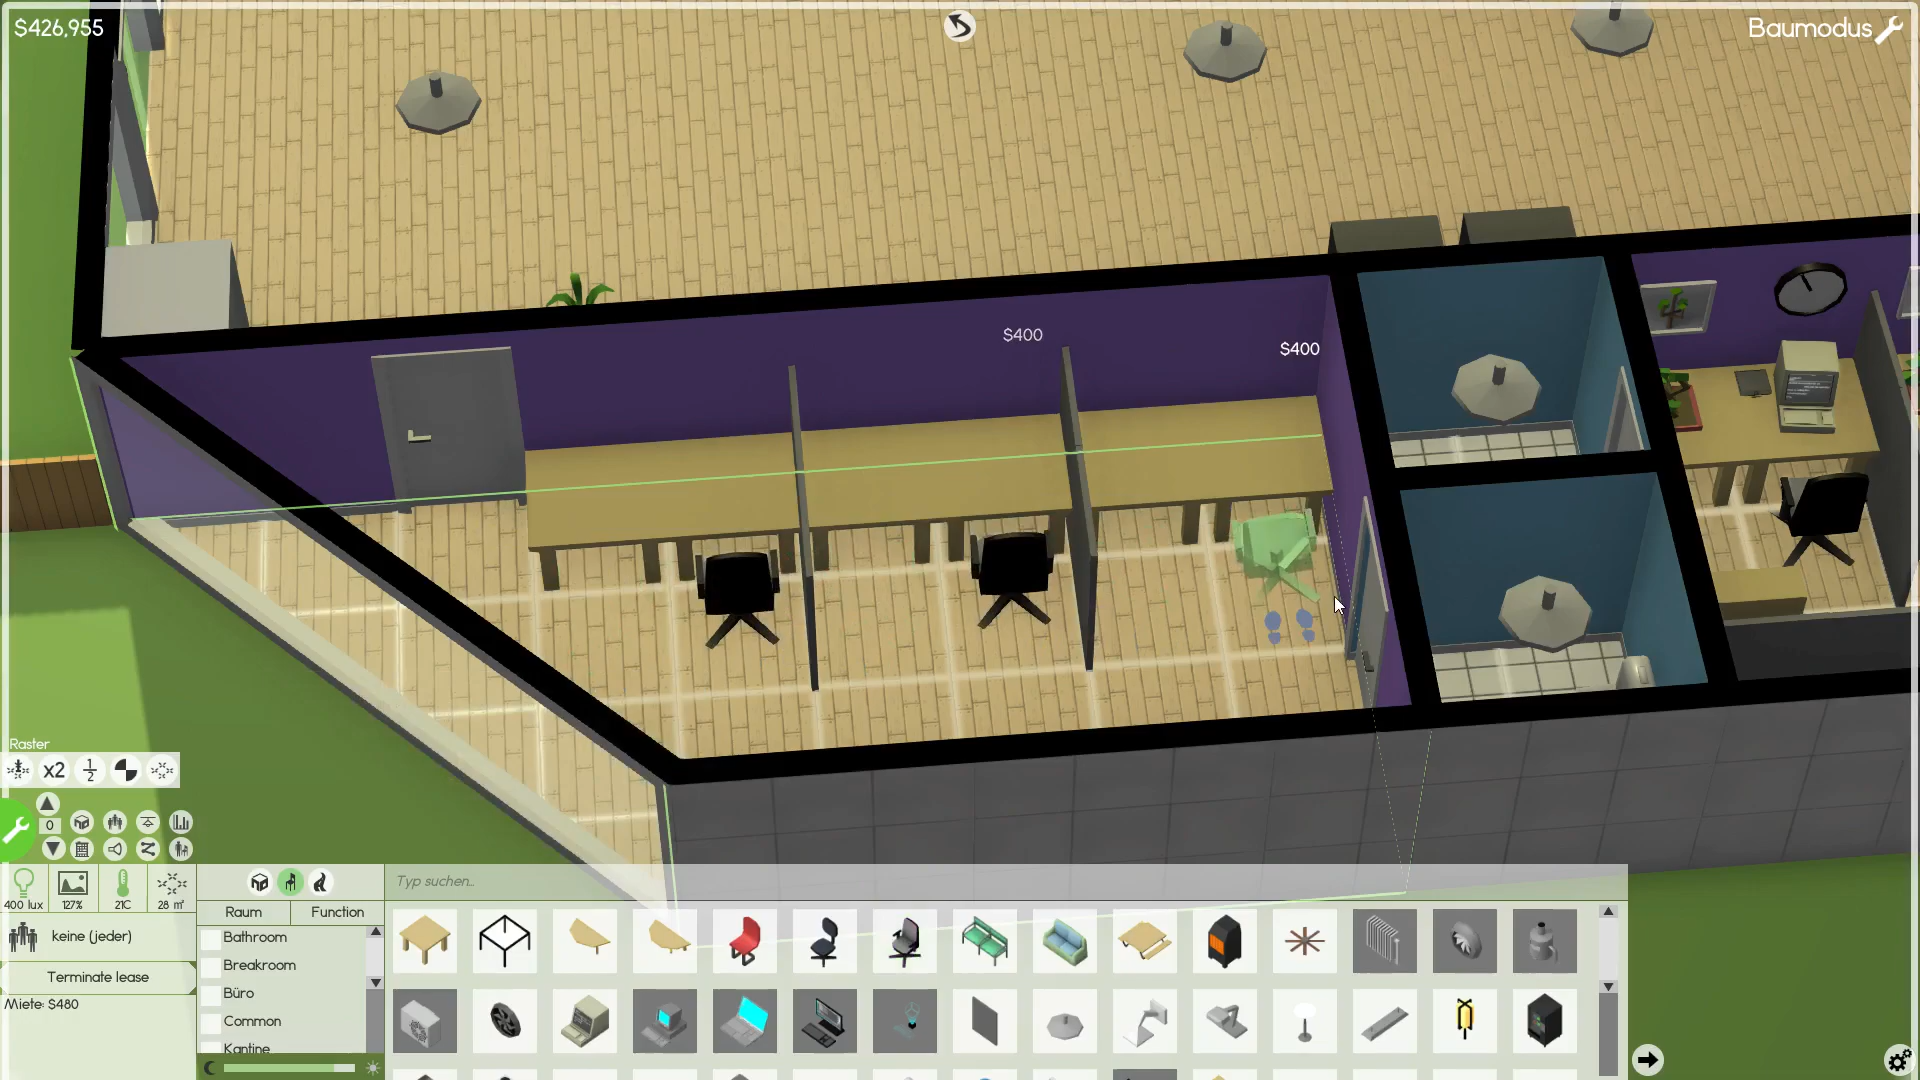 $426,955
Baumodus
$400
$400
Raster
x2
1/2
0
400 lux
127%
21C
28 m²
Raum
Function
Typ suchen...
keine (jeder)
Bathroom
Breakroom
Terminate lease
Büro
Miete: $480
Common
Kantine